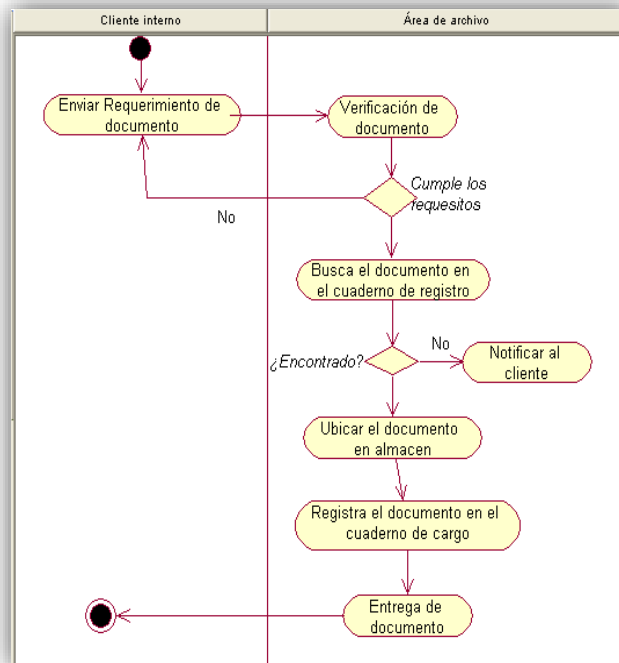 Cliente interno
Área de archivo
Enviar Requerimiento de
documento
Verificación de
documento
Cumple los
requesitos
No
Busca el documento en
el cuaderno de registro
¿Encontrado?
No
Notificar al
cliente
Ubicar el documento
en almacen
Registra el documento en el
cuaderno de cargo
Entrega de
documento